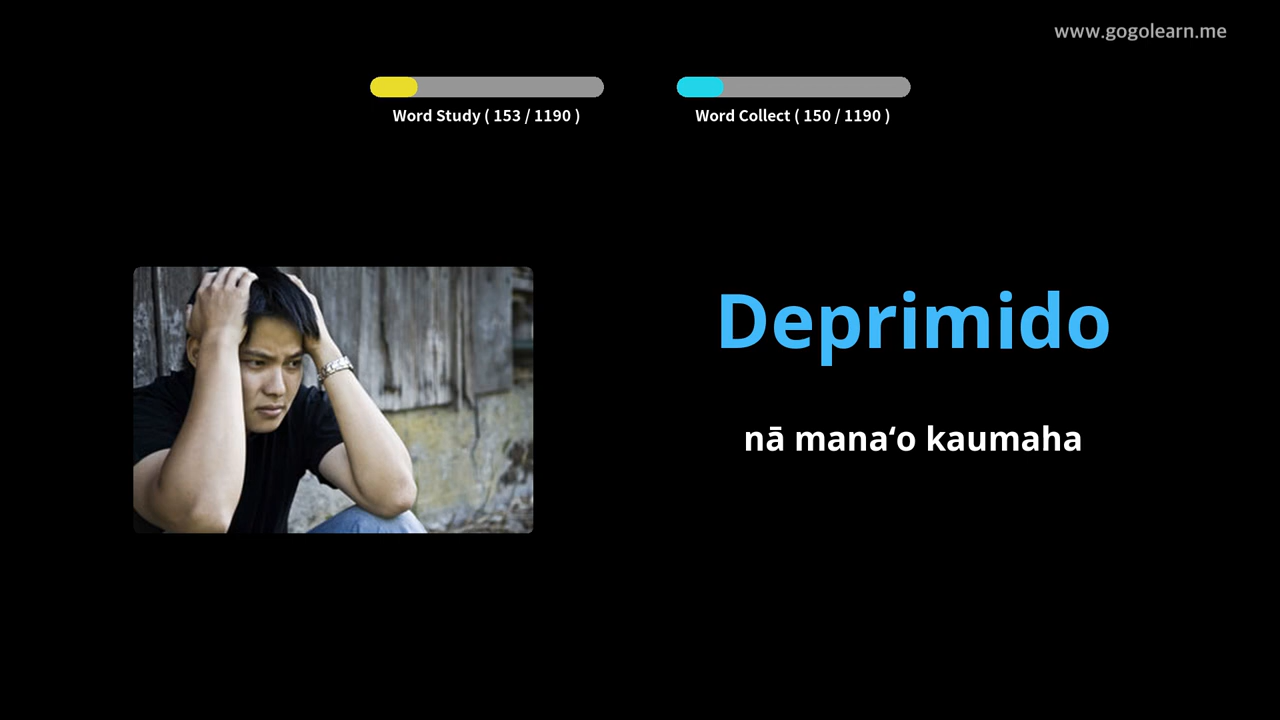 www.gogolearn.me
Word Study ( 153 / 1190 )
Word Collect ( 150 / 1190 )
Deprimido
nā manaʻo kaumaha